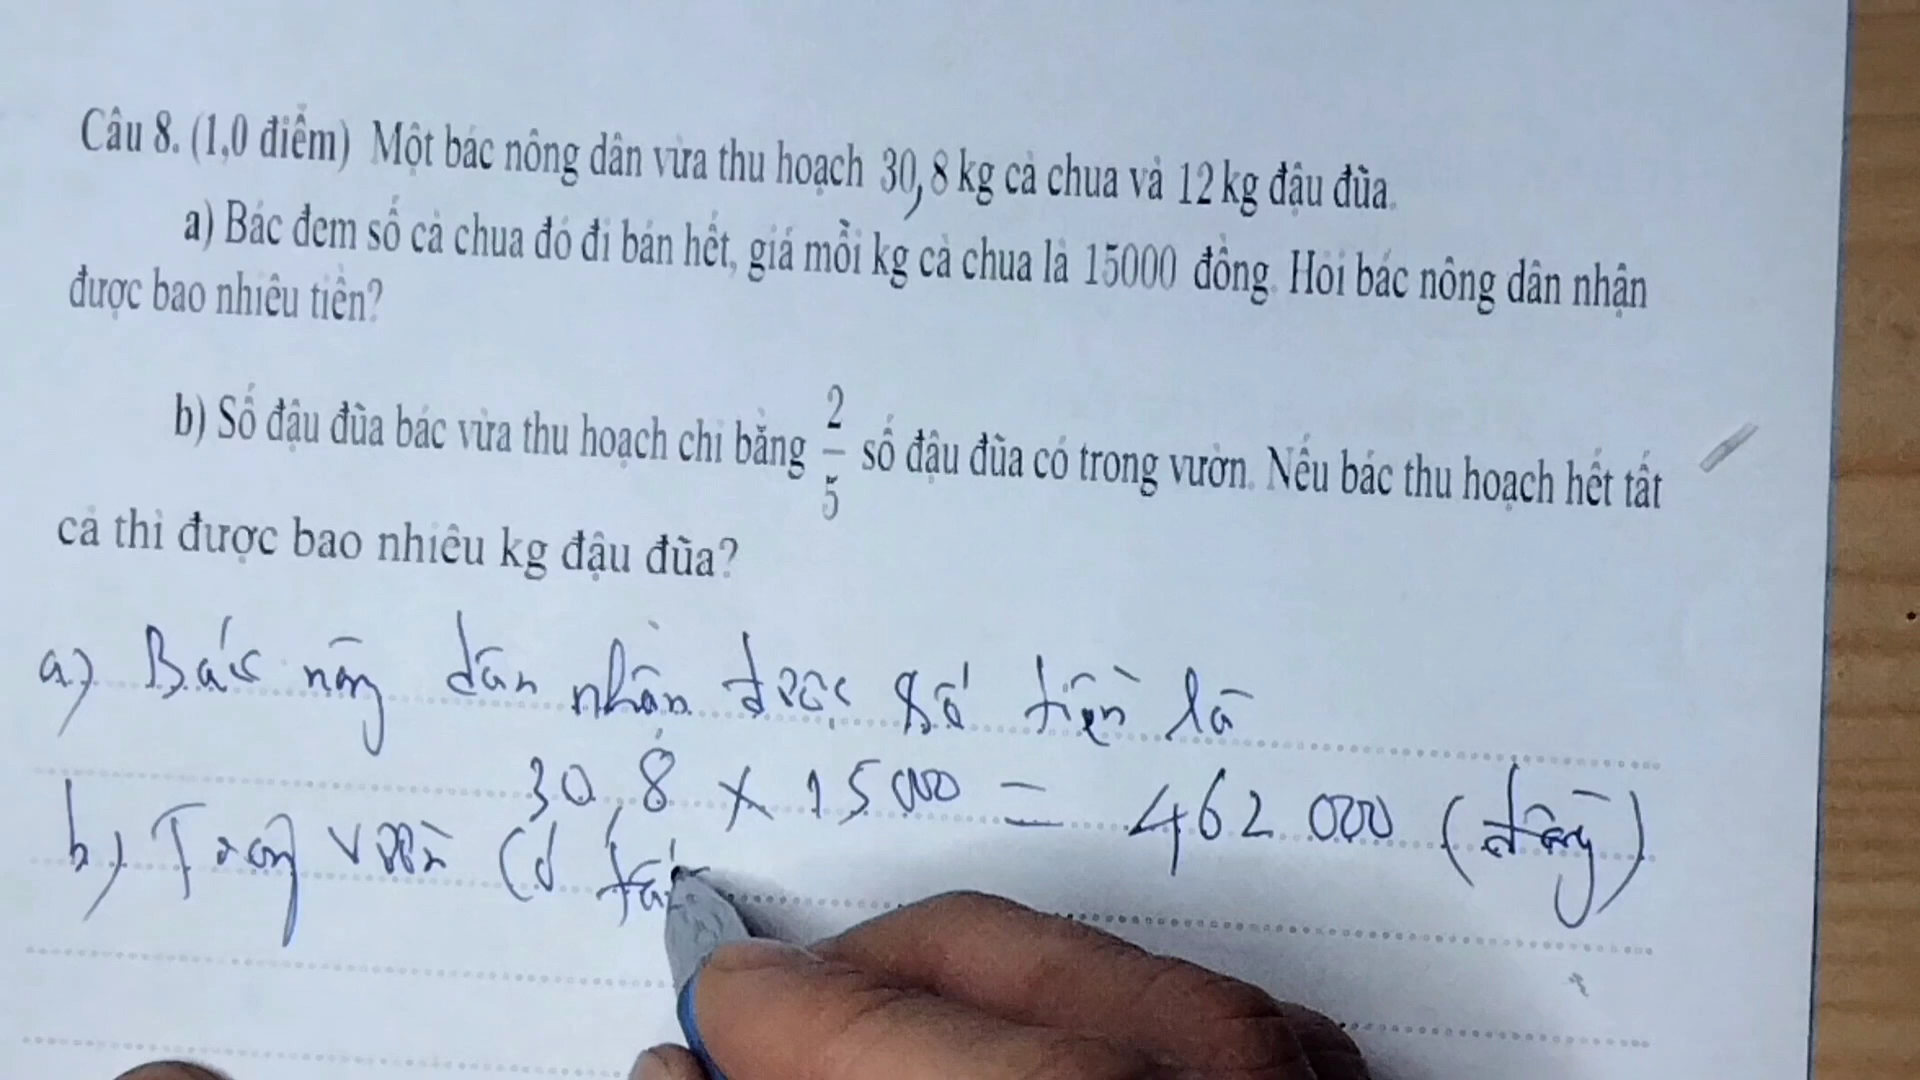 Câu 8. (1,0 điểm) Một bác nông dân vừa thu hoạch 30,8 kg cà chua và 12 kg đậu đũa.
a) Bác đem số cà chua đó đi bán hết, giá mỗi kg cà chua là 15000 đồng. Hỏi bác nông dân nhận
được bao nhiêu tiền?
b) Số đậu đũa bác vừa thu hoạch chỉ bằng 2/5 số đậu đũa có trong vườn. Nếu bác thu hoạch hết tất
cả thì được bao nhiêu kg đậu đũa?
a) Bác nông dân nhận được số tiền là
30,8 x 15000 = 462000 (đồng)
b) Trong vườn có tất